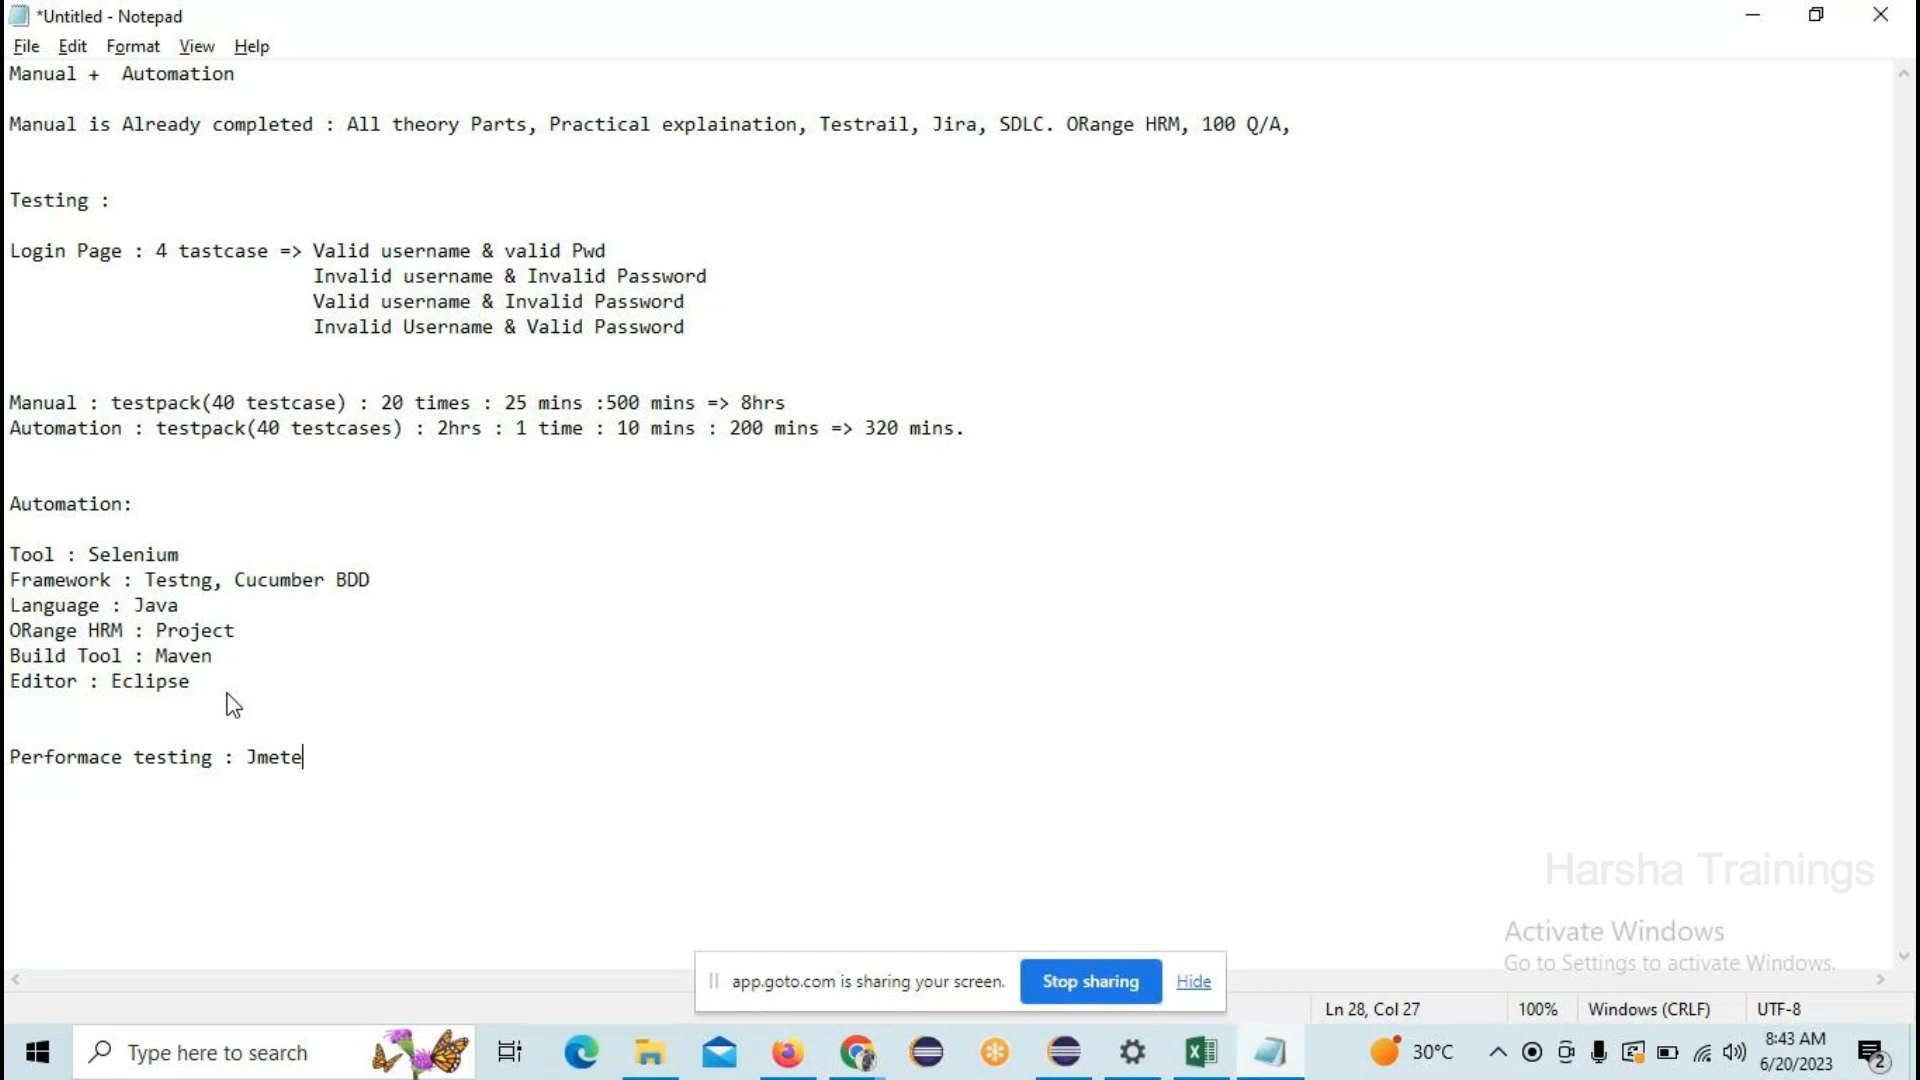 *Untitled - Notepad
File Edit Format View Help
Manual + Automation
Manual is Already completed : All theory Parts, Practical explaination, Testrail, Jira, SDLC. ORange HRM, 100 Q/A,
Testing :
Login Page : 4 tastcase => Valid username & valid Pwd
Invalid username & Invalid Password
Valid username & Invalid Password
Invalid Username & Valid Password
Manual : testpack(40 testcase) : 20 times : 25 mins :500 mins => 8hrs
Automation : testpack(40 testcases) : 2hrs : 1 time : 10 mins : 200 mins => 320 mins.
Automation:
Tool : Selenium
Framework : Testng, Cucumber BDD
Language : Java
ORange HRM : Project
Build Tool : Maven
Editor : Eclipse
Performace testing : Jmete
Harsha Trainings
Activate Windows
Go to Settings to activate Windows.
app.goto.com is sharing your screen. Stop sharing Hide
Ln 28, Col 27 100% Windows (CRLF) UTF-8
Type here to search 30°C 8:43 AM
6/20/2023 2